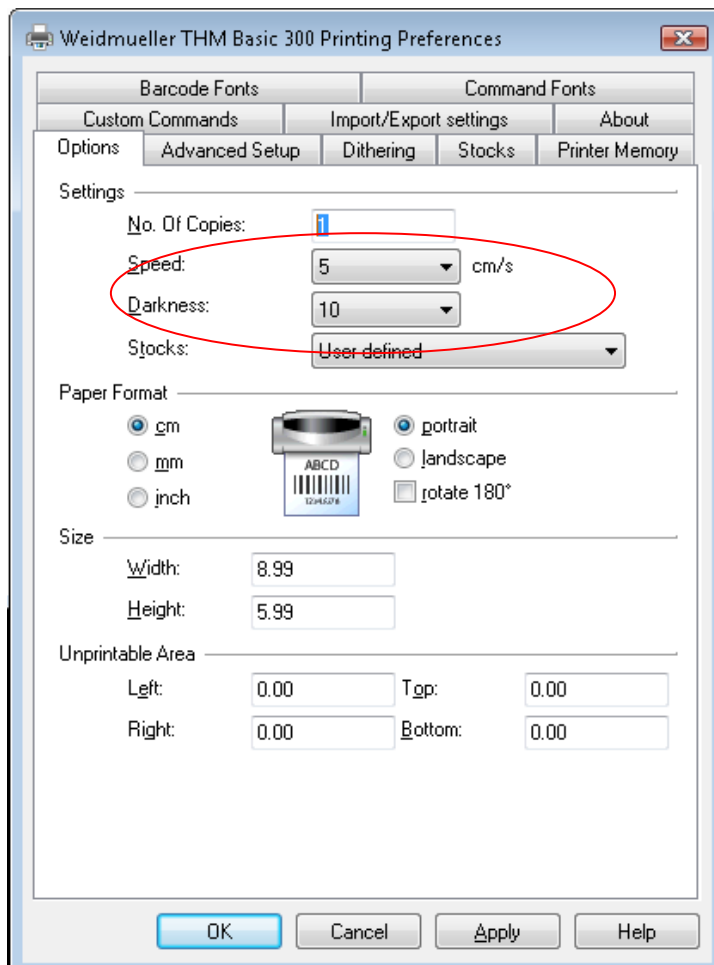 Weidmueller THM Basic 300 Printing Preferences
Barcode Fonts Command Fonts
Custom Commands Import/Export settings About
Options Advanced Setup Dithering Stocks Printer Memory
Settings
No. Of Copies: 1
Speed: 5 cm/s
Darkness: 10
Stocks: User defined
Paper Format
cm portrait
mm landscape
inch rotate 180°
ABCD
12345678
Size
Width: 8.99
Height: 5.99
Unprintable Area
Left: 0.00 Top: 0.00
Right: 0.00 Bottom: 0.00
OK Cancel Apply Help